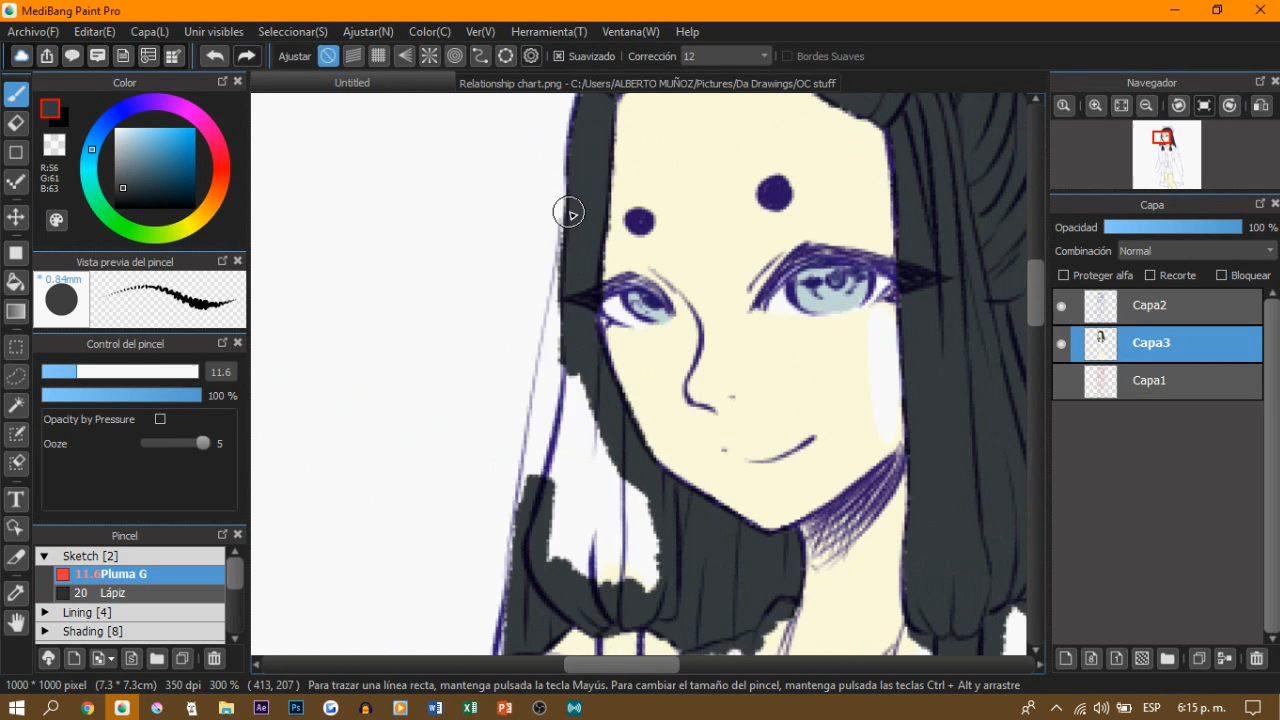 MediBang Paint Pro
Archivo(F) Editar(E) Capa(L) Unir visibles Seleccionar(S) Ajustar(N) Color(C) Ver(V) Herramienta(T) Ventana(W) Help
Ajustar Suavizado Corrección 12 Bordes Suaves
Color
Untitled
Relationship chart.png - C:/Users/ALBERTO MUÑOZ/Pictures/Da Drawings/OC stuff
Navegador
R:56
G:61
B:63
Capa
Opacidad 100 %
Combinación Normal
Proteger alfa Recorte Bloquear
Vista previa del pincel
* 0.84mm
Capa2
Capa3
Capa1
Control del pincel
11.6
100 %
Opacity by Pressure
Ooze 5
Pincel
Sketch [2]
11.6 Pluma G
20 Lápiz
Lining [4]
Shading [8]
1000 * 1000 pixel (7.3 * 7.3cm) 350 dpi 300 % ( 413, 207 ) Para trazar una línea recta, mantenga pulsada la tecla Mayús. Para cambiar el tamaño del pincel, mantenga pulsadas las teclas Ctrl + Alt y arrastre
ESP 6:15 p. m.